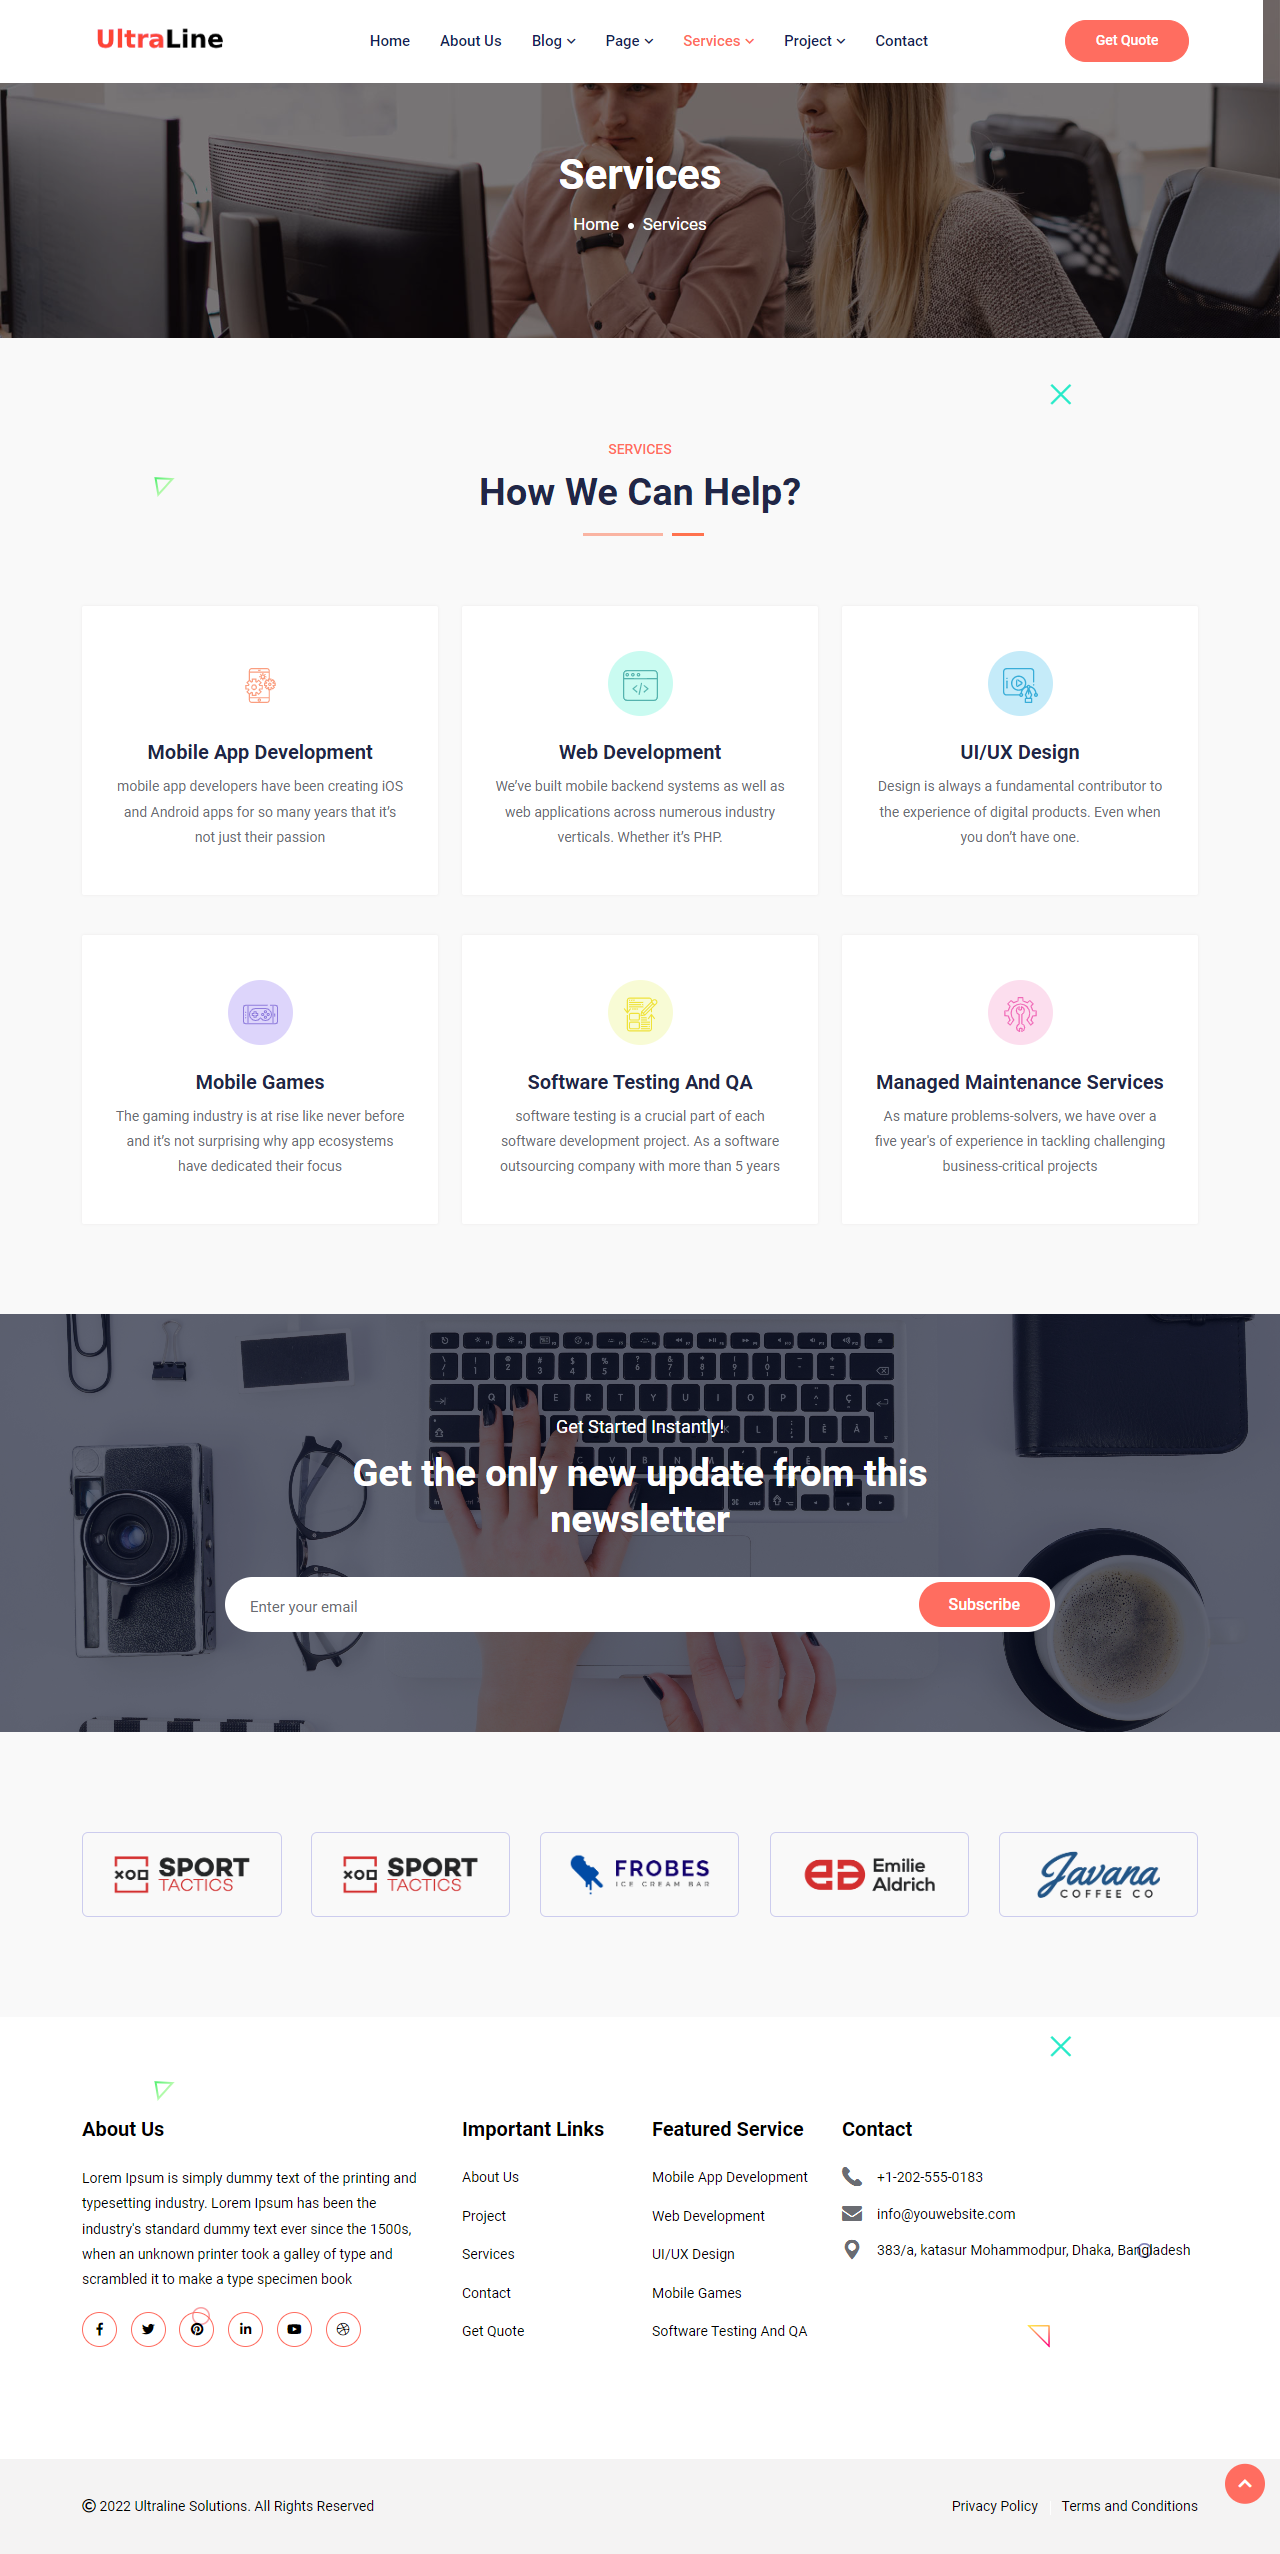 UltraLine
Home
About Us
Blog
Page
Services
Project
Contact
Get Quote
Services
Home • Services
SERVICES
How We Can Help?
Mobile App Development
mobile app developers have been creating iOS
and Android apps for so many years that it's
not just their passion
Web Development
We've built mobile backend systems as well as
web applications across numerous industry
verticals. Whether it's PHP.
UI/UX Design
Design is always a fundamental contributor to
the experience of digital products. Even when
you don't have one.
Mobile Games
The gaming industry is at rise like never before
and it's not surprising why app ecosystems
have dedicated their focus
Software Testing And QA
software testing is a crucial part of each
software development project. As a software
outsourcing company with more than 5 years
Managed Maintenance Services
As mature problems-solvers, we have over a
five year's of experience in tackling challenging
business-critical projects
Get Started Instantly!
Get the only new update from this
newsletter
Enter your email
Subscribe
XOO SPORT
TACTICS
XOO SPORT
TACTICS
FROBES
ICE CREAM BAR
Emilie
Aldrich
Javana
COFFEE CO
About Us
Lorem Ipsum is simply dummy text of the printing and
typesetting industry. Lorem Ipsum has been the
industry's standard dummy text ever since the 1500s,
when an unknown printer took a galley of type and
scrambled it to make a type specimen book
Important Links
About Us
Project
Services
Contact
Get Quote
Featured Service
Mobile App Development
Web Development
UI/UX Design
Mobile Games
Software Testing And QA
Contact
+1-202-555-0183
info@youwebsite.com
383/a, katasur Mohammodpur, Dhaka, Bangladesh
© 2022 Ultraline Solutions. All Rights Reserved
Privacy Policy
Terms and Conditions